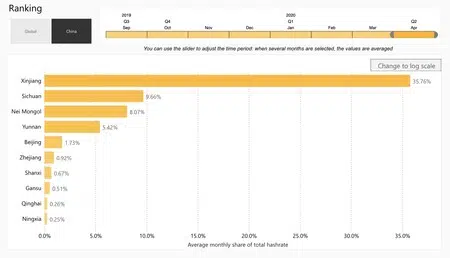 Ranking
Global
China
2019
2020
Q3
Q4
Q1
Q2
Sep
Oct
Nov
Dec
Jan
Feb
Mar
Apr
You can use the slider to adjust the time period: when several months are selected, the values are averaged
Change to log scale
Xinjiang 35.76%
Sichuan 9.66%
Nei Mongol 8.07%
Yunnan 5.42%
Beijing 1.73%
Zhejiang 0.92%
Shanxi 0.67%
Gansu 0.51%
Qinghai 0.26%
Ningxia 0.25%
0.0% 5.0% 10.0% 15.0% 20.0% 25.0% 30.0% 35.0%
Average monthly share of total hashrate